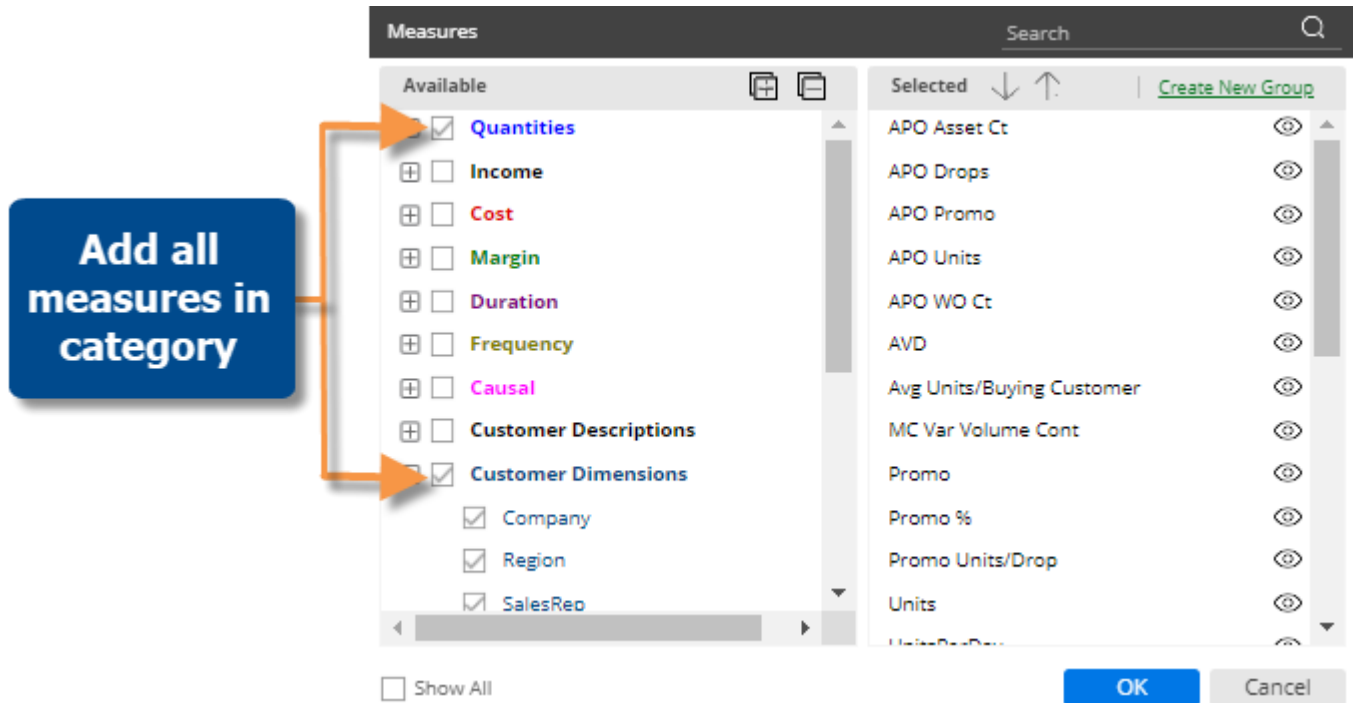 Measures
Search
Available
Selected
Create New Group
Quantities
Income
Cost
Margin
Duration
Frequency
Causal
Customer Descriptions
Customer Dimensions
Company
Region
SalesRep
APO Asset Ct
APO Drops
APO Promo
APO Units
APO WO Ct
AVD
Avg Units/Buying Customer
MC Var Volume Cont
Promo
Promo %
Promo Units/Drop
Units
UnitsPerDay
Add all
measures in
category
Show All
OK
Cancel